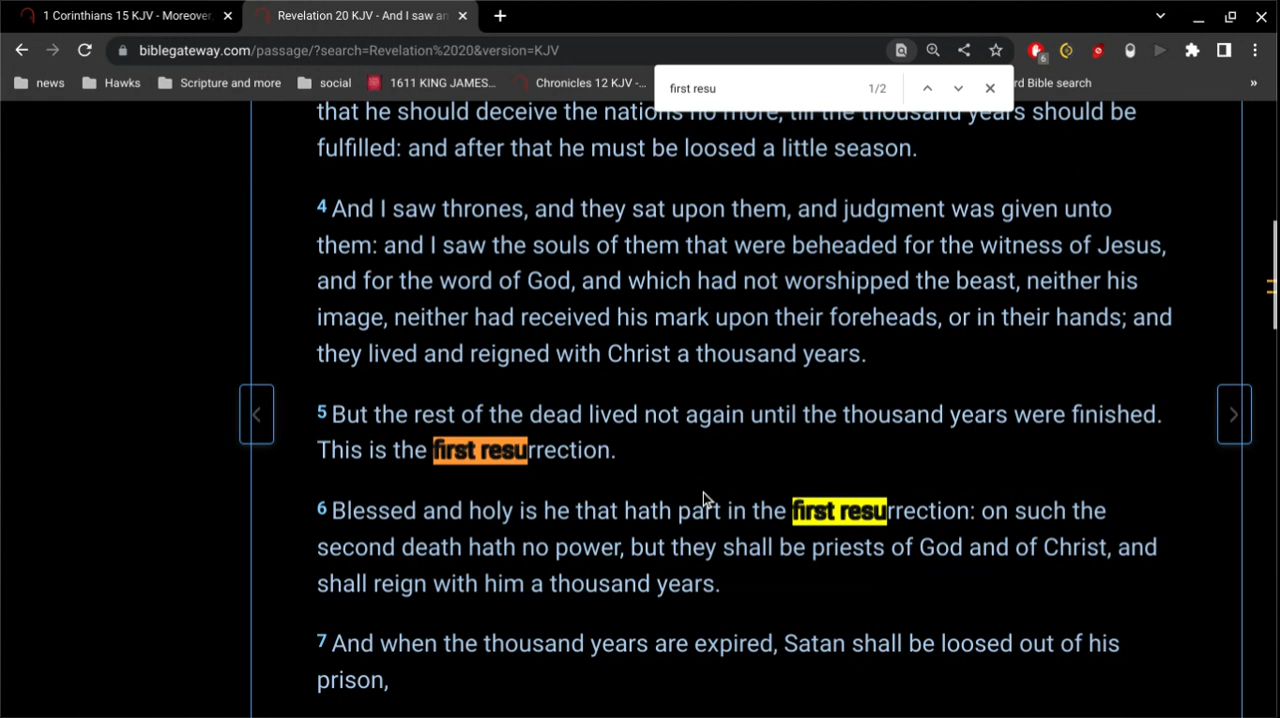 1 Corinthians 15 KJV - Moreover,
Revelation 20 KJV - And I saw an
biblegateway.com/passage/?search=Revelation%2020&version=KJV
6
news
Hawks
Scripture and more
social
1611 KING JAMES...
Chronicles 12 KJV -...
rd Bible search
»
first resu
1/2
that he should deceive the nations no more, till the thousand years should be
fulfilled: and after that he must be loosed a little season.
4 And I saw thrones, and they sat upon them, and judgment was given unto
them: and I saw the souls of them that were beheaded for the witness of Jesus,
and for the word of God, and which had not worshipped the beast, neither his
image, neither had received his mark upon their foreheads, or in their hands; and
they lived and reigned with Christ a thousand years.
5 But the rest of the dead lived not again until the thousand years were finished.
This is the first resurrection.
6 Blessed and holy is he that hath part in the first resurrection: on such the
second death hath no power, but they shall be priests of God and of Christ, and
shall reign with him a thousand years.
7 And when the thousand years are expired, Satan shall be loosed out of his
prison,